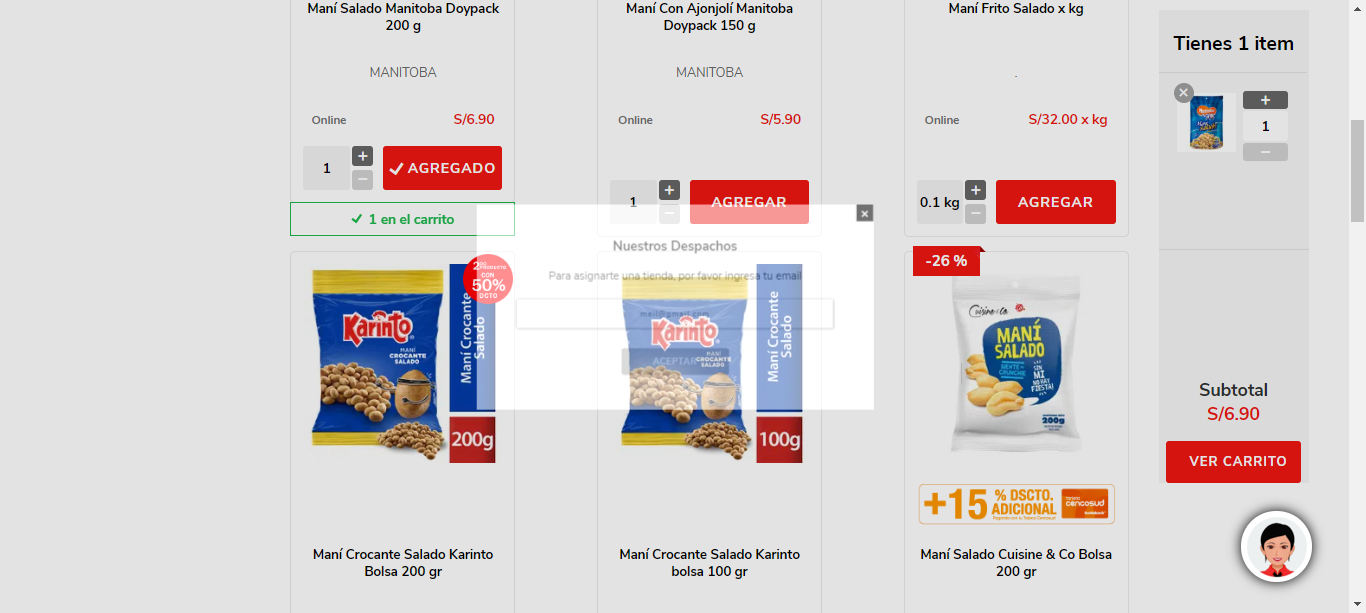 Maní Salado Manitoba Doypack
200 g
MANITOBA
Online
S/6.90
1
+
AGREGADO
1 en el carrito
Maní Con Ajonjolí Manitoba
Doypack 150 g
MANITOBA
Online
S/5.90
1
+
AGREGAR
Maní Frito Salado x kg
.
Online
S/32.00 x kg
0.1 kg
+
AGREGAR
Tienes 1 item
+
1
Subtotal
S/6.90
VER CARRITO
Nuestros Despachos
Para asignarte una tienda, por favor ingresa tu email
mail@gmail.com
ACEPTAR
2DO PRODUCTO
CON
50%
DCTO
Karinto
MANÍ
CROCANTE
SALADO
Maní Crocante
Salado
200g
Maní Crocante Salado Karinto
Bolsa 200 gr
Karinto
MANÍ
CROCANTE
SALADO
Maní Crocante
Salado
100g
Maní Crocante Salado Karinto
bolsa 100 gr
-26 %
Cuisine & Co
MANÍ
SALADO
SIN
MÍ
NO HAY
FIESTA!
200g
+15 % DSCTO.
ADICIONAL
cencosud
Maní Salado Cuisine & Co Bolsa
200 gr